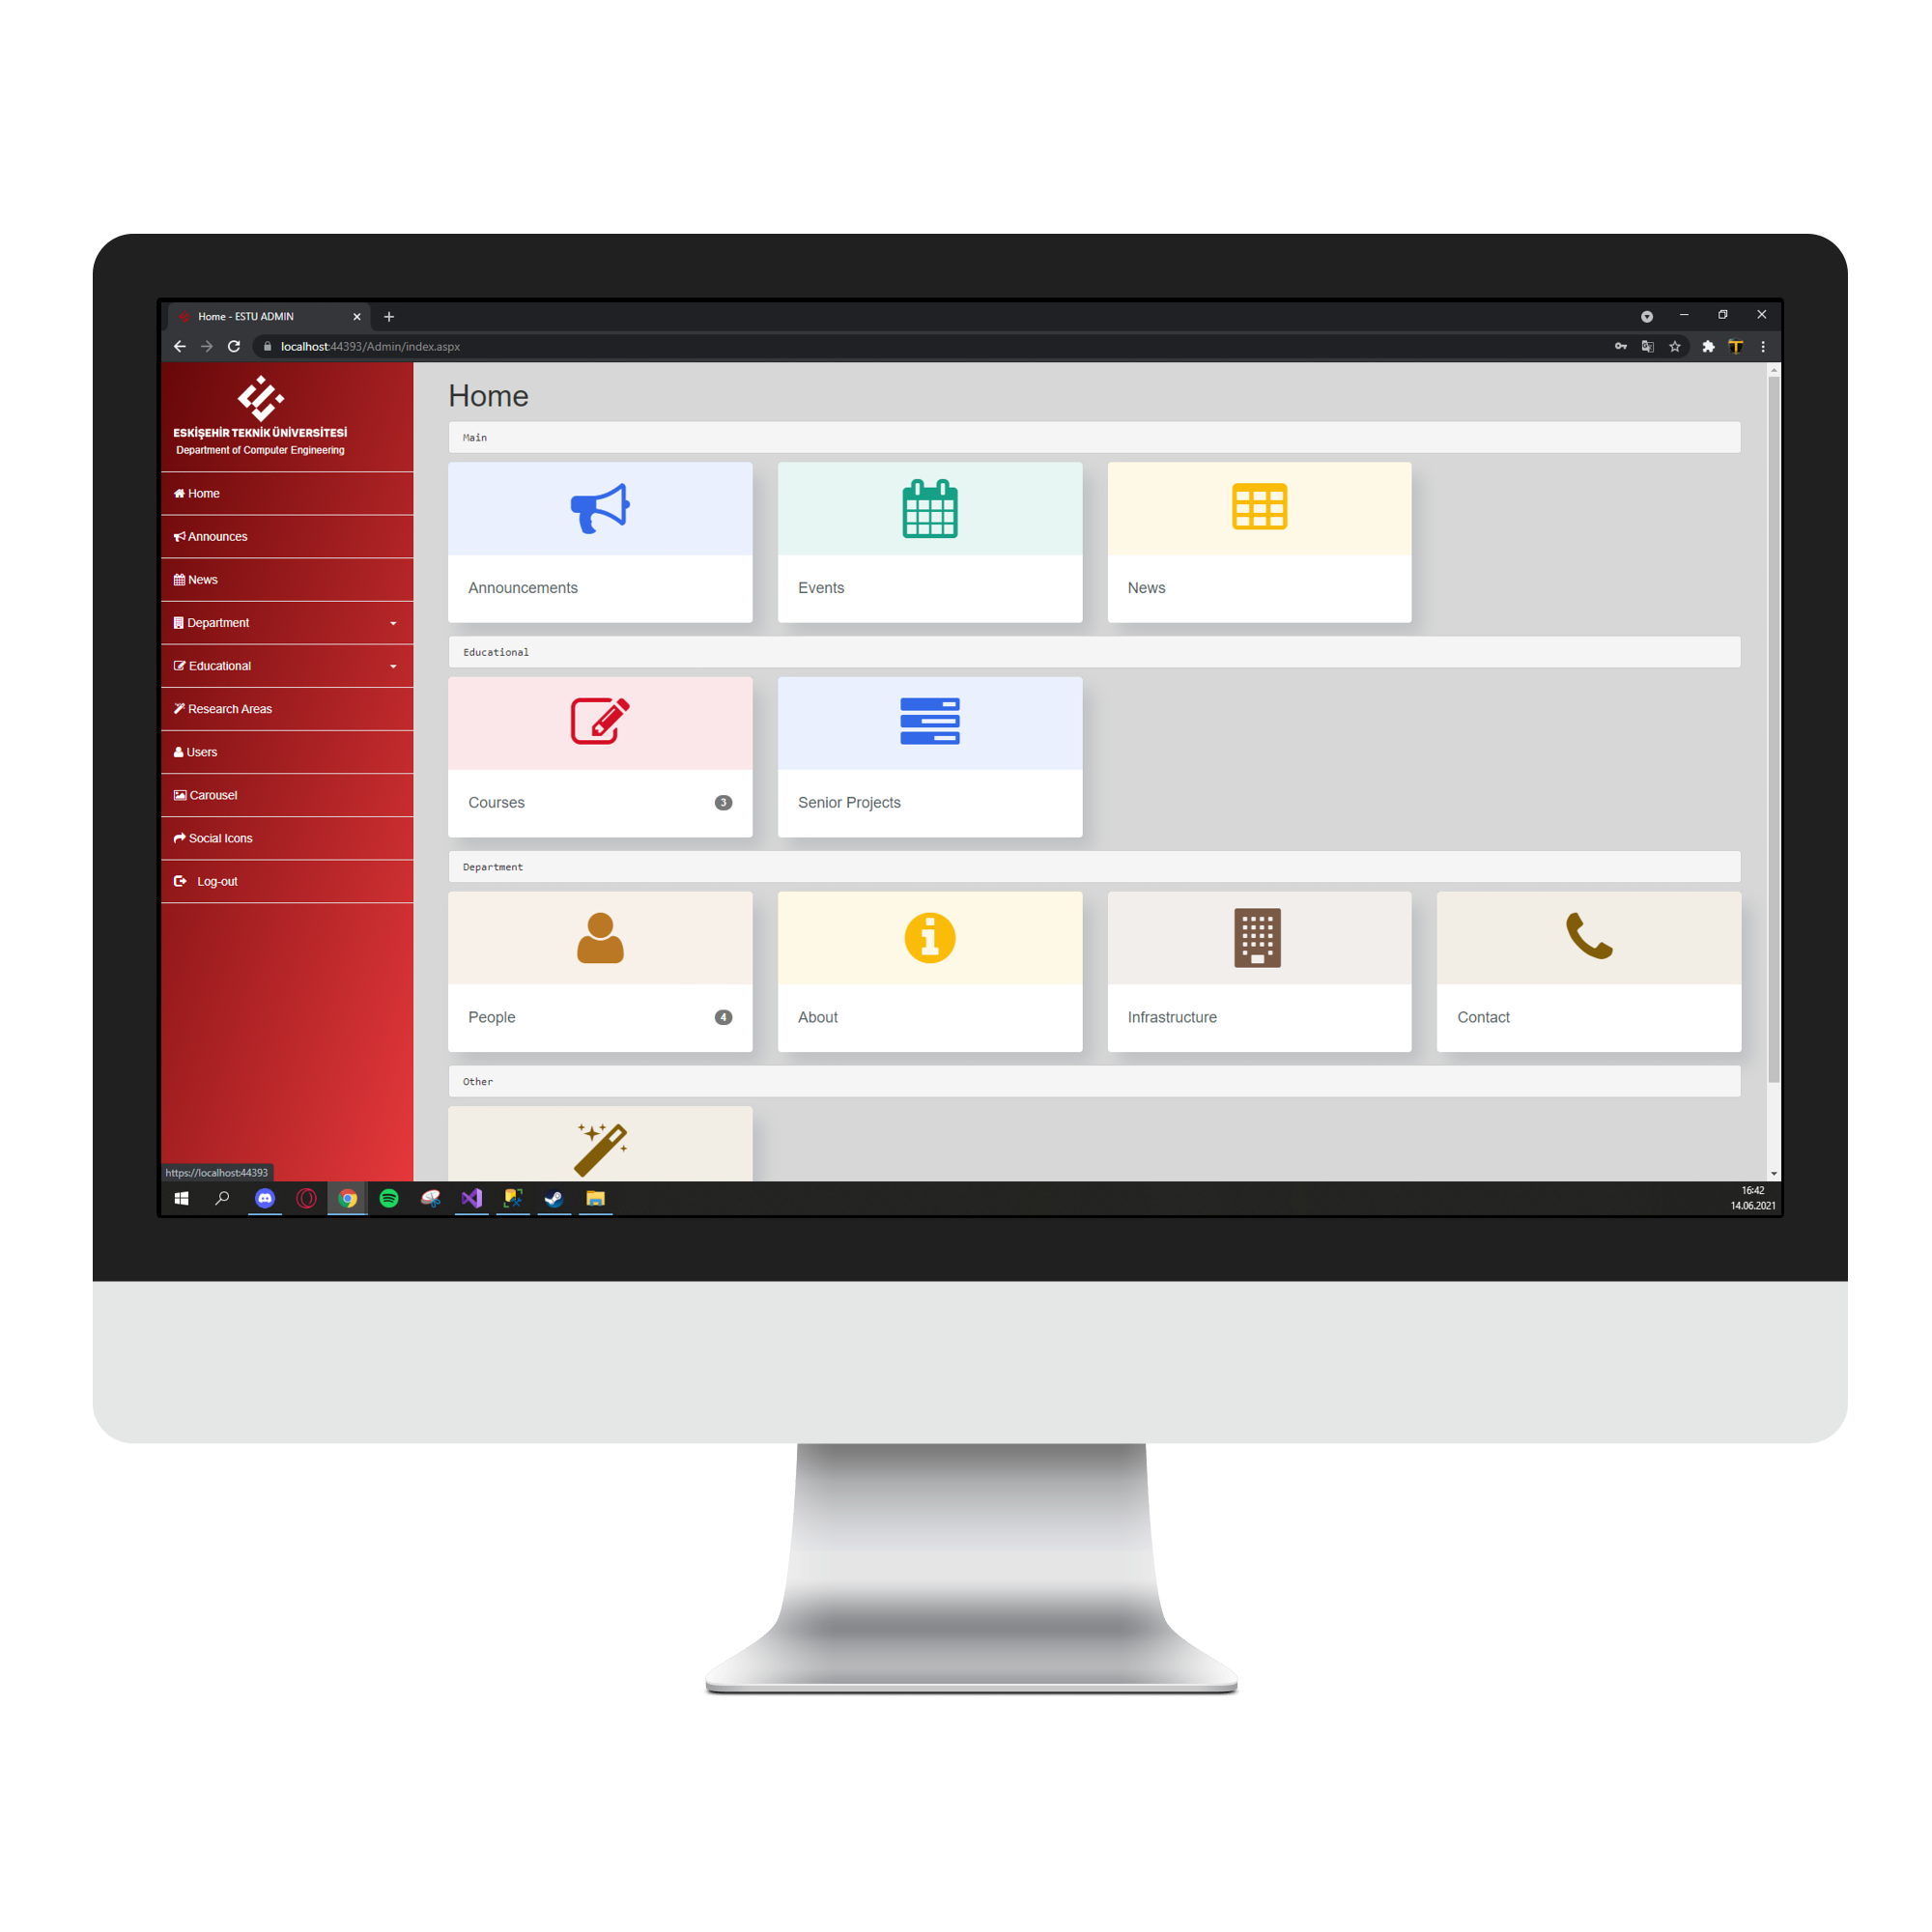 Home - ESTU ADMIN
localhost:44393/Admin/index.aspx
ESKİŞEHİR TEKNİK ÜNİVERSİTESİ
Department of Computer Engineering
Home
Announces
News
Department
Educational
Research Areas
Users
Carousel
Social Icons
Log-out
https://localhost:44393
Home
Main
Announcements
Events
News
Educational
Courses 3
Senior Projects
Department
People 4
About
Infrastructure
Contact
Other
16:42
14.06.2021